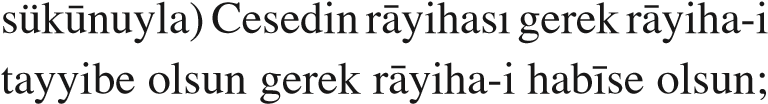 sükūnuyla) Cesedin rāyihası gerek rāyiha-i
tayyibe olsun gerek rāyiha-i habīse olsun;